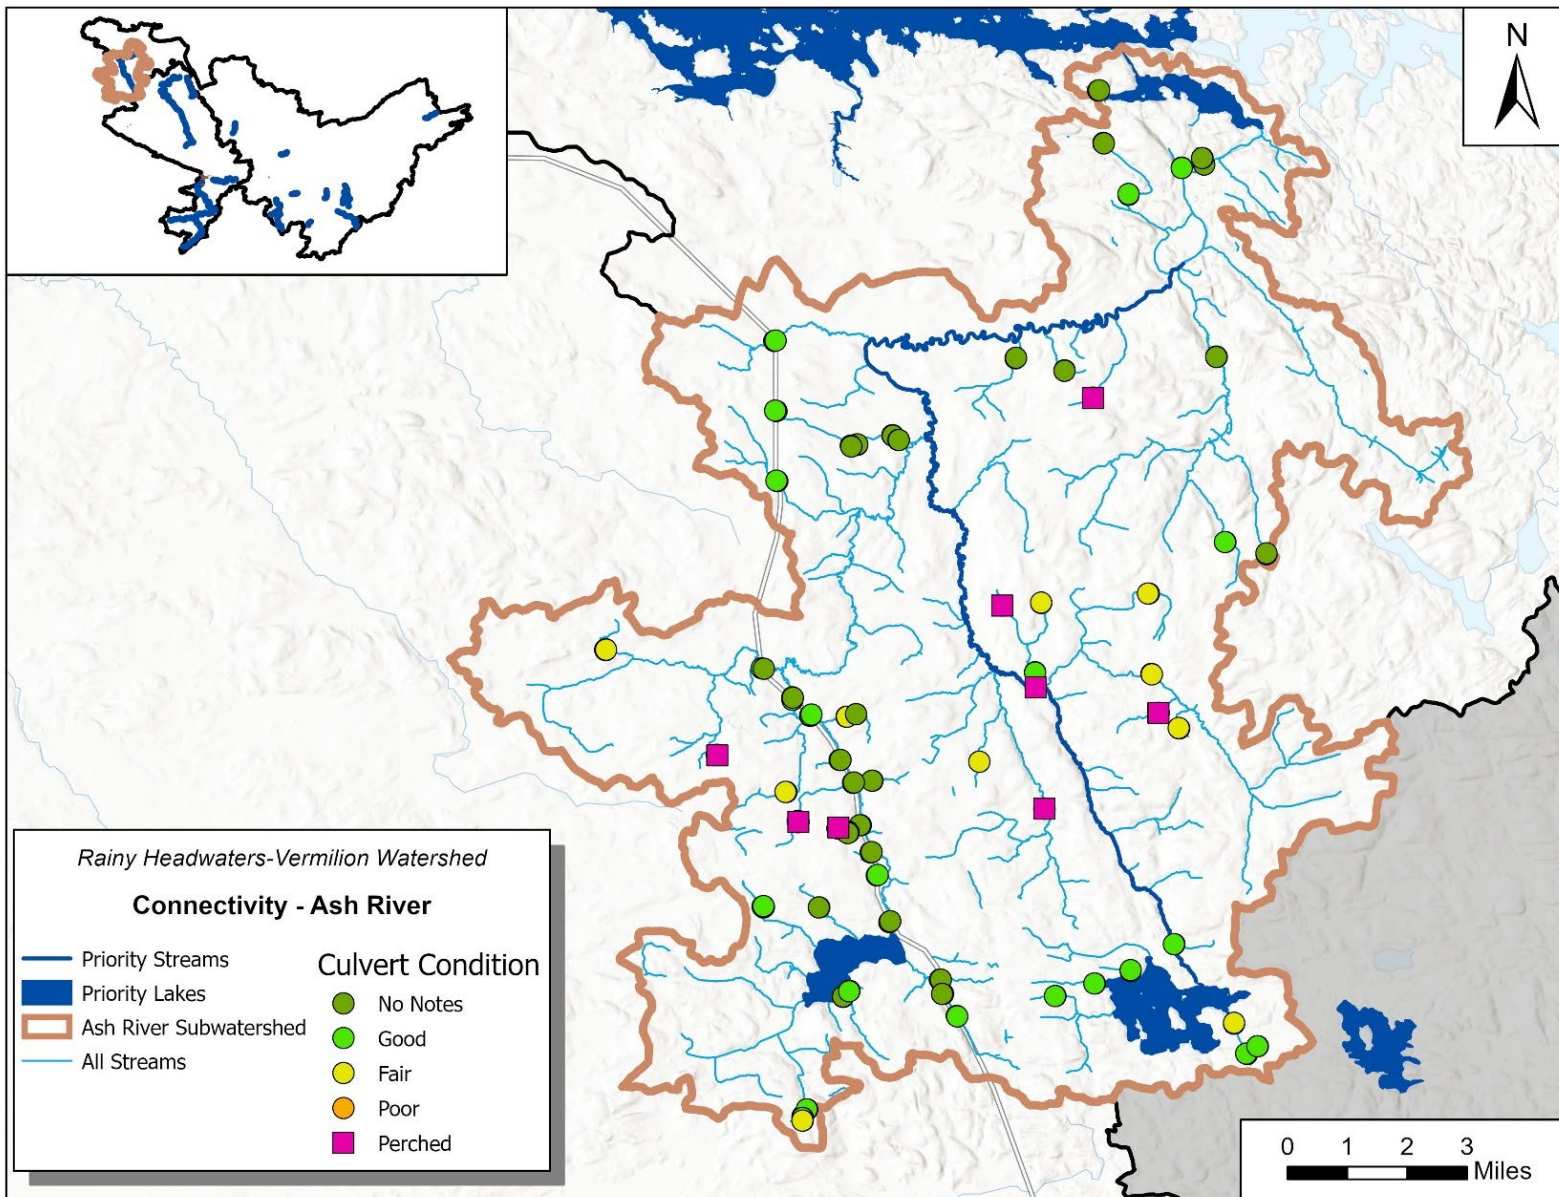 N
Rainy Headwaters-Vermilion Watershed
Connectivity - Ash River
Priority Streams
Priority Lakes
Ash River Subwatershed
All Streams
Culvert Condition
No Notes
Good
Fair
Poor
Perched
0 1 2 3
Miles